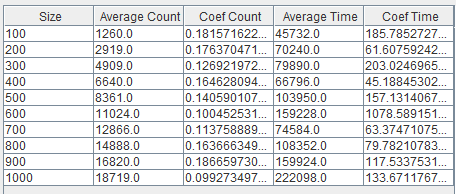 Size Average Count Coef Count Average Time Coef Time
100 1260.0 0.181571622... 45732.0 185.7852727...
200 2919.0 0.176370471... 70240.0 61.60759242...
300 4909.0 0.126921972... 79890.0 203.0246965...
400 6640.0 0.164628094... 66796.0 45.18845302...
500 8361.0 0.140590107... 103950.0 157.1314067...
600 11024.0 0.100452531... 159228.0 1078.589151...
700 12866.0 0.113758889... 74584.0 63.37471075...
800 14888.0 0.163666349... 108352.0 79.78210783...
900 16820.0 0.186659730... 159924.0 117.5337531...
1000 18719.0 0.099273497... 222098.0 133.6711767...